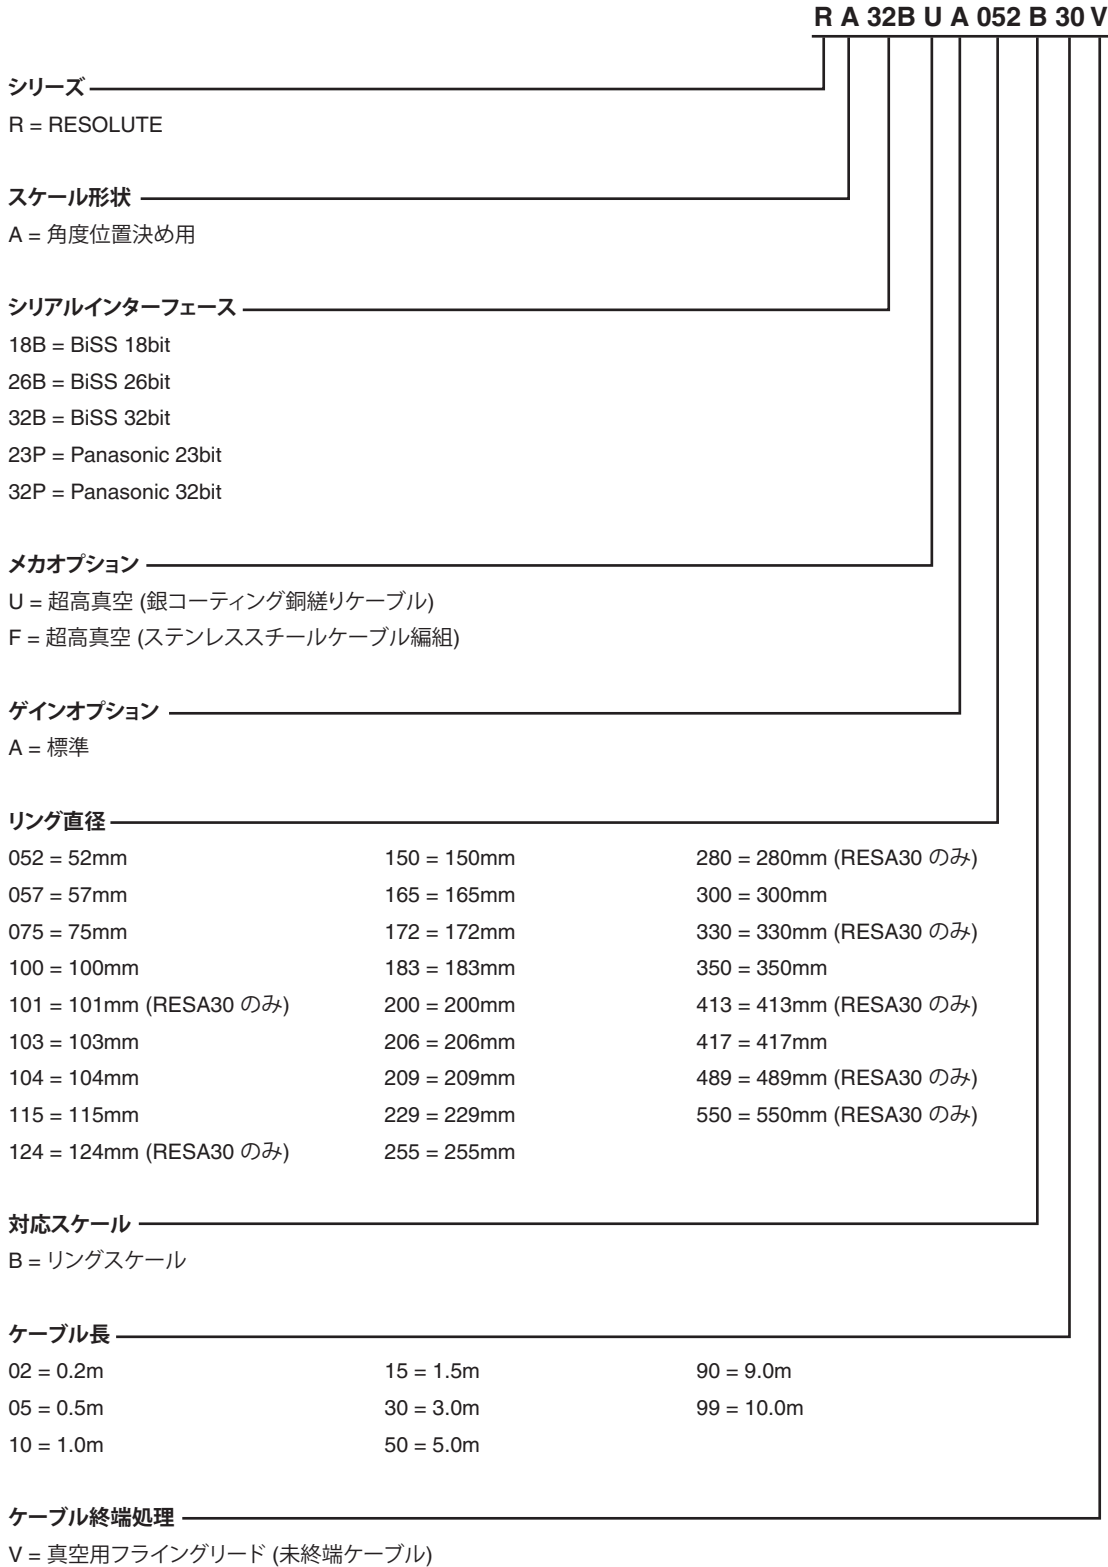 R A 32B U A 052 B 30 V
シリーズ
R = RESOLUTE
スケール形状
A = 角度位置決め用
シリアルインターフェース
18B = BiSS 18bit
26B = BiSS 26bit
32B = BiSS 32bit
23P = Panasonic 23bit
32P = Panasonic 32bit
メカオプション
U = 超高真空 (銀コーティング銅縒りケーブル)
F = 超高真空 (ステンレススチールケーブル編組)
ゲインオプション
A = 標準
リング直径
052 = 52mm 150 = 150mm 280 = 280mm (RESA30 のみ)
057 = 57mm 165 = 165mm 300 = 300mm
075 = 75mm 172 = 172mm 330 = 330mm (RESA30 のみ)
100 = 100mm 183 = 183mm 350 = 350mm
101 = 101mm (RESA30 のみ) 200 = 200mm 413 = 413mm (RESA30 のみ)
103 = 103mm 206 = 206mm 417 = 417mm
104 = 104mm 209 = 209mm 489 = 489mm (RESA30 のみ)
115 = 115mm 229 = 229mm 550 = 550mm (RESA30 のみ)
124 = 124mm (RESA30 のみ) 255 = 255mm
対応スケール
B = リングスケール
ケーブル長
02 = 0.2m 15 = 1.5m 90 = 9.0m
05 = 0.5m 30 = 3.0m 99 = 10.0m
10 = 1.0m 50 = 5.0m
ケーブル終端処理
V = 真空用フライングリード (未終端ケーブル)